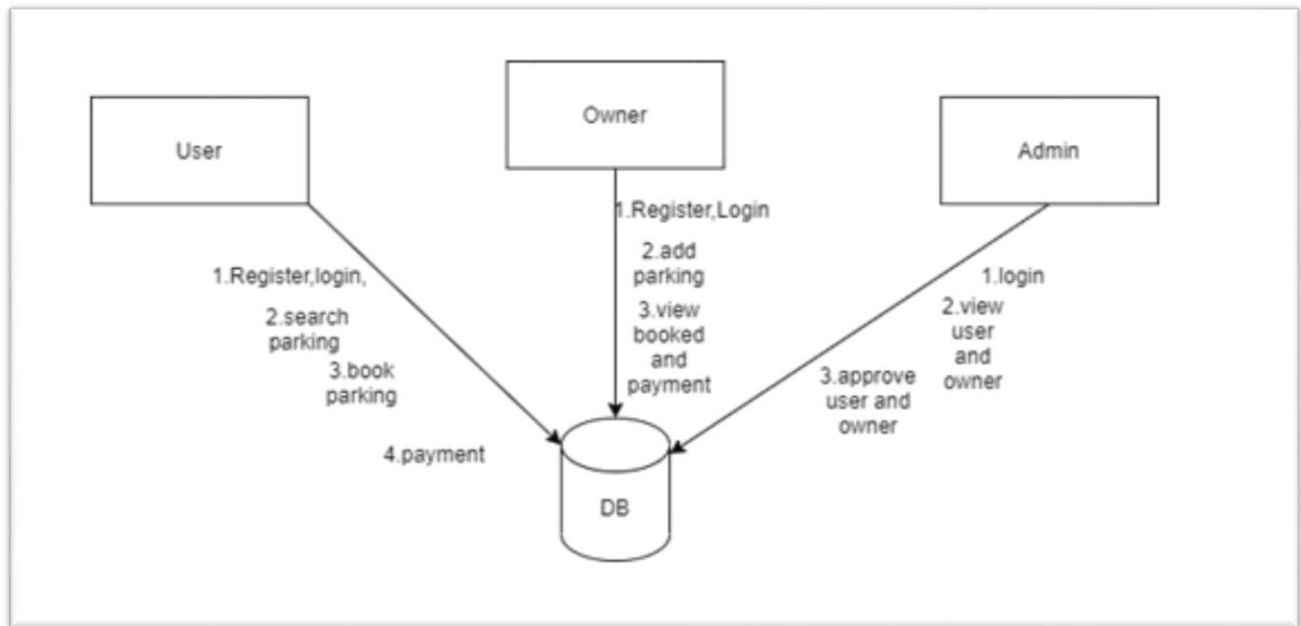 User
Owner
Admin
1.Register,login,
2.search
parking
3.book
parking
4.payment
1.Register,Login
2.add
parking
3.view
booked
and
payment
1.login
2.view
user
and
owner
3.approve
user and
owner
DB